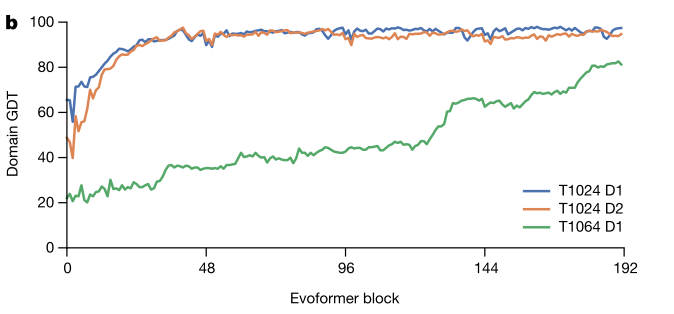 b
100
80
60
40
20
0
Domain GDT
T1024 D1
T1024 D2
T1064 D1
0 48 96 144 192
Evoformer block